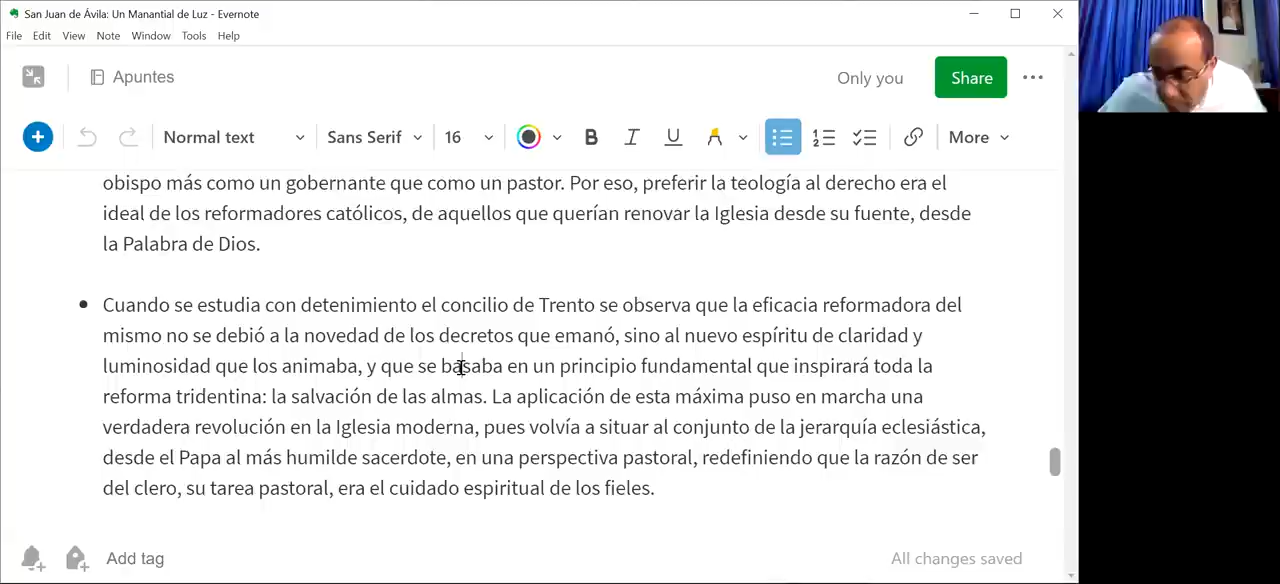 San Juan de Ávila: Un Manantial de Luz - Evernote
File Edit View Note Window Tools Help
Apuntes
Only you
Share
Normal text
Sans Serif
16
B
I
U
More
obispo más como un gobernante que como un pastor. Por eso, preferir la teología al derecho era el
ideal de los reformadores católicos, de aquellos que querían renovar la Iglesia desde su fuente, desde
la Palabra de Dios.
• Cuando se estudia con detenimiento el concilio de Trento se observa que la eficacia reformadora del
mismo no se debió a la novedad de los decretos que emanó, sino al nuevo espíritu de claridad y
luminosidad que los animaba, y que se basaba en un principio fundamental que inspirará toda la
reforma tridentina: la salvación de las almas. La aplicación de esta máxima puso en marcha una
verdadera revolución en la Iglesia moderna, pues volvía a situar al conjunto de la jerarquía eclesiástica,
desde el Papa al más humilde sacerdote, en una perspectiva pastoral, redefiniendo que la razón de ser
del clero, su tarea pastoral, era el cuidado espiritual de los fieles.
Add tag
All changes saved